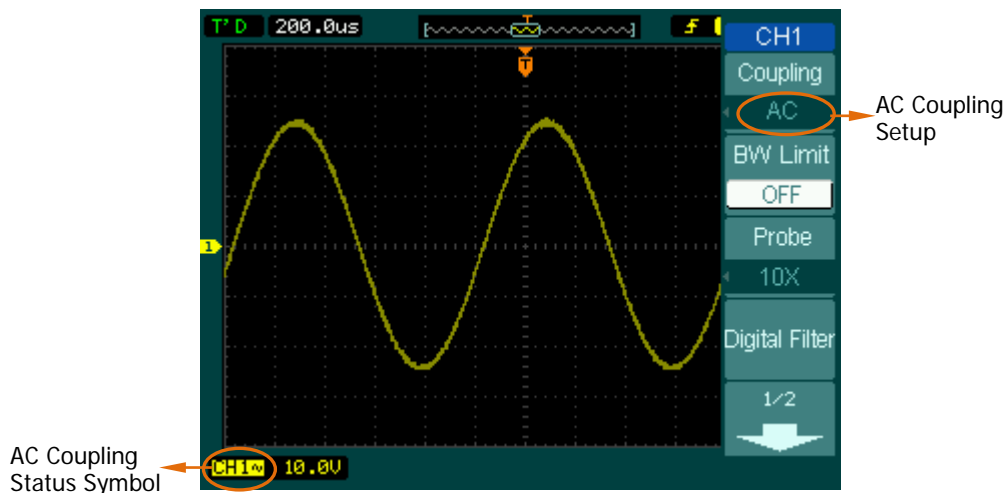 T'D 200.0us T
CH1
T
Coupling
AC
AC Coupling
Setup
BW Limit
OFF
1
Probe
10X
Digital Filter
1/2
AC Coupling
Status Symbol
CH1~ 10.0V